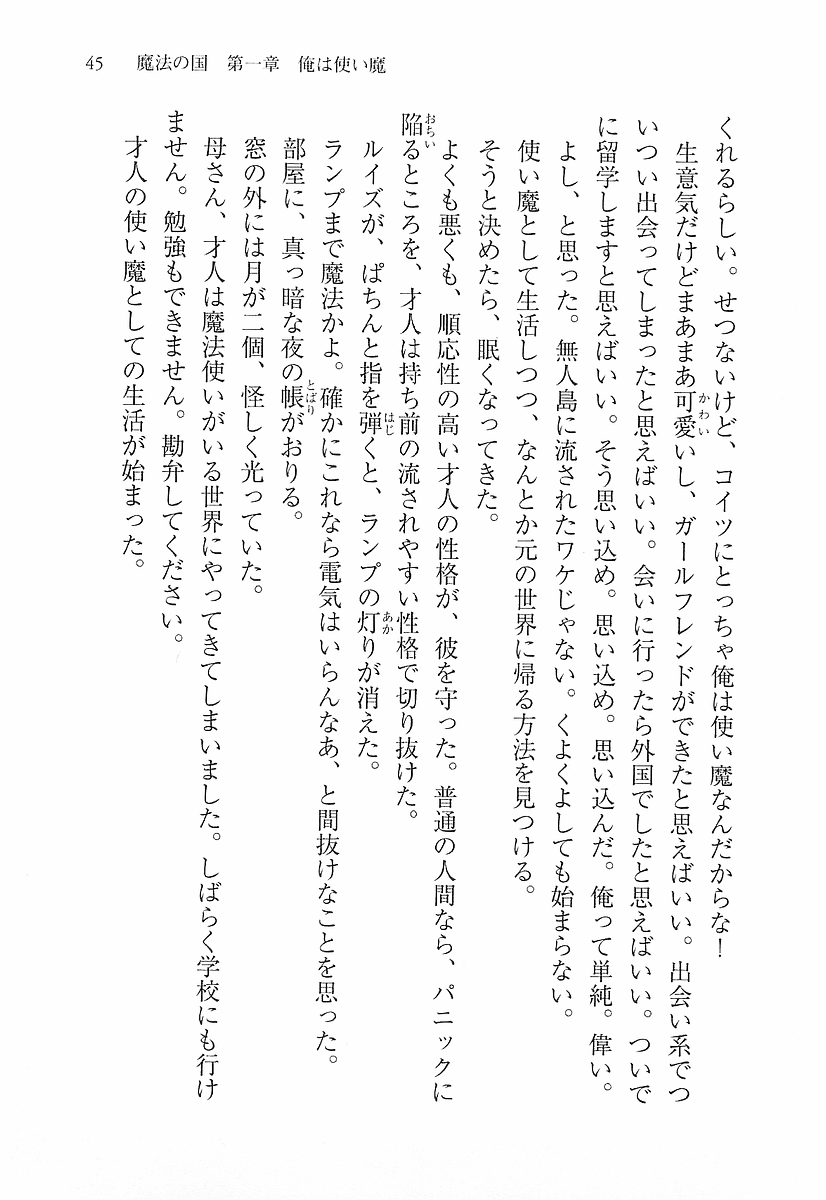 45　魔法の国　第一章　俺は使い魔
くれるらしい。せつないけど、コイツにとっちゃ俺は使い魔なんだからな！
生意気だけどまあまあ可愛いし、ガールフレンドができたと思えばいい。出会い系でつ
いつい出会ってしまったと思えばいい。会いに行ったら外国でしたと思えばいい。ついで
に留学しますと思えばいい。そう思い込め。思い込め。思い込んだ。俺って単純。偉い。
よし、と思った。無人島に流されたワケじゃない。くよくよしても始まらない。
使い魔として生活しつつ、なんとか元の世界に帰る方法を見つける。
そうと決めたら、眠くなってきた。
よくも悪くも、順応性の高い才人の性格が、彼を守った。普通の人間なら、パニックに
陥るところを、才人は持ち前の流されやすい性格で切り抜けた。
ルイズが、ぱちんと指を弾くと、ランプの灯りが消えた。
ランプまで魔法かよ。確かにこれなら電気はいらんなあ、と間抜けなことを思った。
部屋に、真っ暗な夜の帳がおりる。
窓の外には月が二個、怪しく光っていた。
母さん、才人は魔法使いがいる世界にやってきてしまいました。しばらく学校にも行け
ません。勉強もできません。勘弁してください。
才人の使い魔としての生活が始まった。